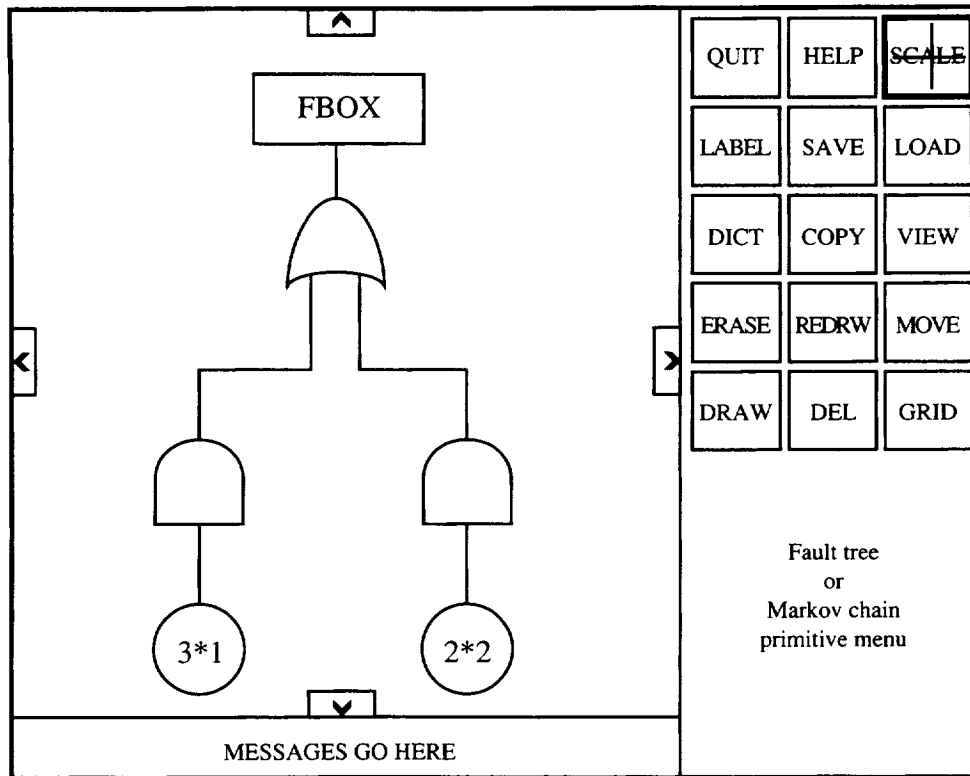 QUIT HELP SCALE
FBOX
LABEL SAVE LOAD
DICT COPY VIEW
ERASE REDRW MOVE
DRAW DEL GRID
Fault tree
or
Markov chain
primitive menu
3*1 2*2
MESSAGES GO HERE